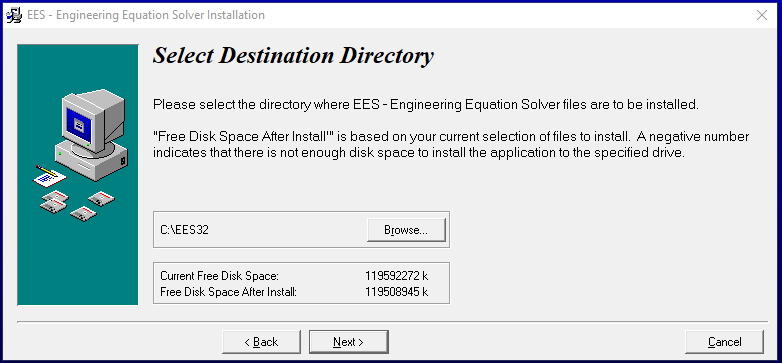 EES - Engineering Equation Solver Installation
Select Destination Directory
Please select the directory where EES - Engineering Equation Solver files are to be installed.
"Free Disk Space After Install'" is based on your current selection of files to install. A negative number
indicates that there is not enough disk space to install the application to the specified drive.
C:\EES32 Browse...
Current Free Disk Space: 119592272 k
Free Disk Space After Install: 119508945 k
< Back Next > Cancel